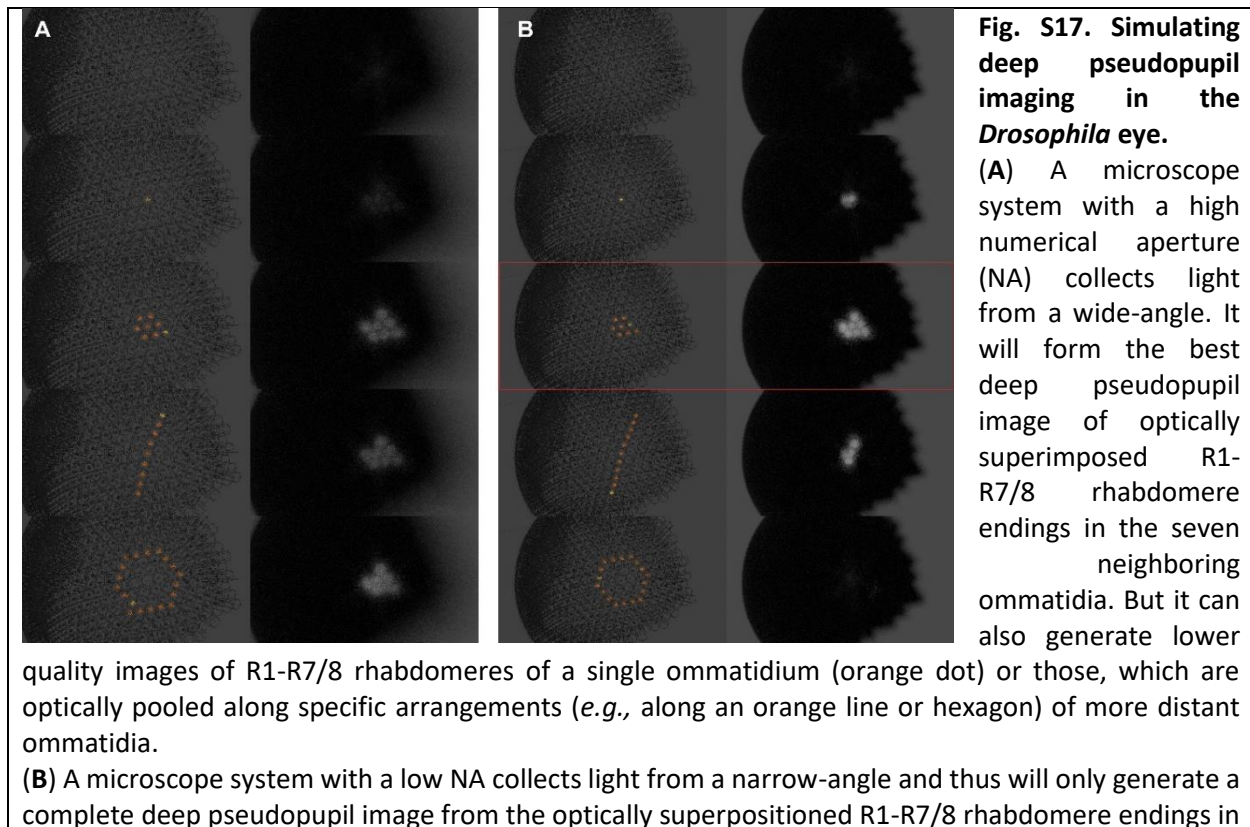 A
B
Fig. S17. Simulating
deep pseudopupil
imaging in the
Drosophila eye.
(A) A microscope
system with a high
numerical aperture
(NA) collects light
from a wide-angle. It
will form the best
deep pseudopupil
image of optically
superimposed R1-
R7/8 rhabdomere
endings in the seven
neighboring
ommatidia. But it can
also generate lower
quality images of R1-R7/8 rhabdomeres of a single ommatidium (orange dot) or those, which are
optically pooled along specific arrangements (e.g., along an orange line or hexagon) of more distant
ommatidia.
(B) A microscope system with a low NA collects light from a narrow-angle and thus will only generate a
complete deep pseudopupil image from the optically superpositioned R1-R7/8 rhabdomere endings in